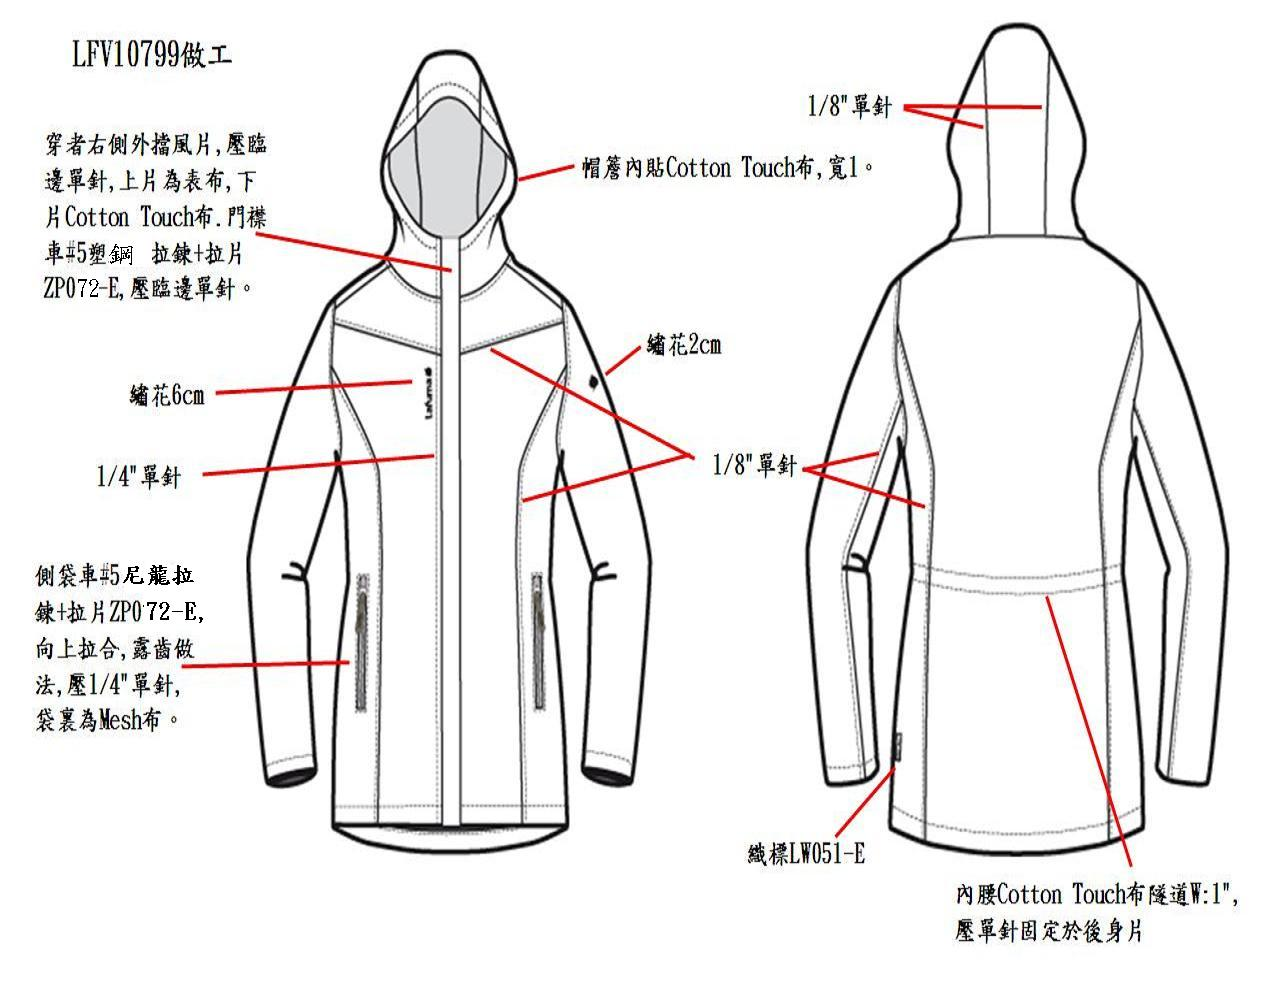 LFV10799做工
穿者右側外擋風片,壓臨
邊單針,上片為表布,下
片Cotton Touch布.門襟
車#5塑鋼 拉鍊+拉片
ZP072-E,壓臨邊單針。
帽簷內貼Cotton Touch布,寬1。
1/8"單針
繡花2cm
繡花6cm
Lafuma
1/4"單針
1/8"單針
側袋車#5尼龍拉
鍊+拉片ZP072-E,
向上拉合,露齒做
法,壓1/4"單針,
袋裏為Mesh布。
織標LW051-E
內腰Cotton Touch布隧道W:1",
壓單針固定於後身片